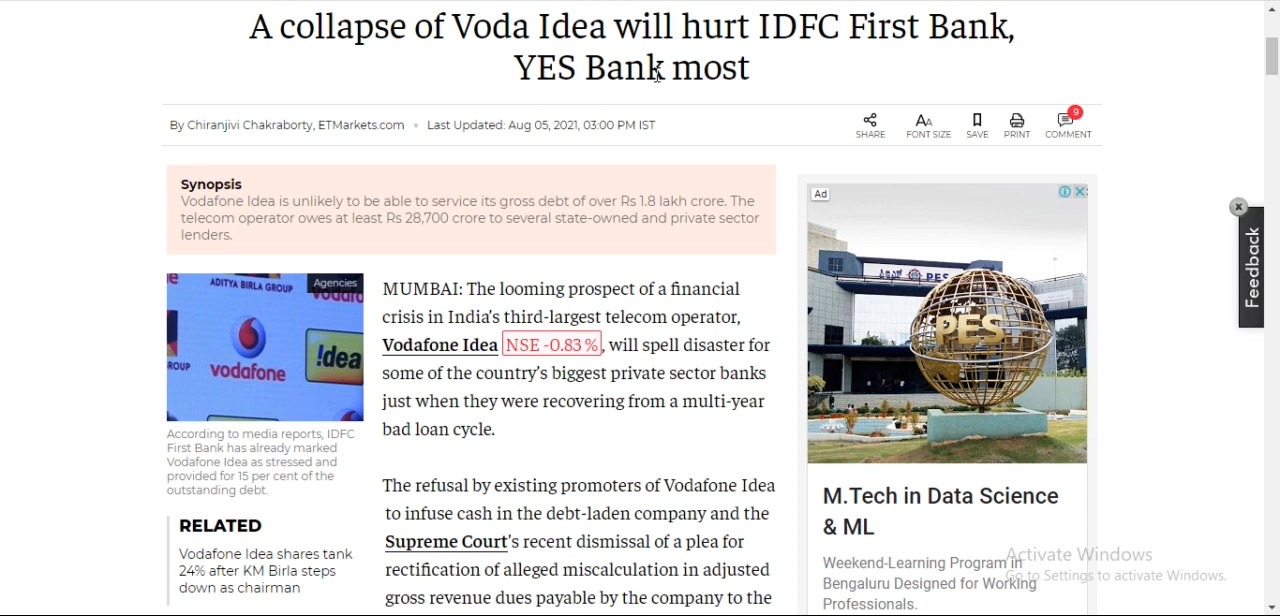 A collapse of Voda Idea will hurt IDFC First Bank,
YES Bank most
By Chiranjivi Chakraborty, ETMarkets.com • Last Updated: Aug 05, 2021, 03:00 PM IST
9
SHARE FONT SIZE SAVE PRINT COMMENT
Synopsis
Vodafone Idea is unlikely to be able to service its gross debt of over Rs 1.8 lakh crore. The
telecom operator owes at least Rs 28,700 crore to several state-owned and private sector
lenders.
ADITYA BIRLA GROUP
Agencies
vodafone
!dea
According to media reports, IDFC
First Bank has already marked
Vodafone Idea as stressed and
provided for 15 per cent of the
outstanding debt.
RELATED
Vodafone Idea shares tank
24% after KM Birla steps
down as chairman
MUMBAI: The looming prospect of a financial
crisis in India's third-largest telecom operator,
Vodafone Idea NSE -0.83 %, will spell disaster for
some of the country's biggest private sector banks
just when they were recovering from a multi-year
bad loan cycle.
The refusal by existing promoters of Vodafone Idea
to infuse cash in the debt-laden company and the
Supreme Court's recent dismissal of a plea for
rectification of alleged miscalculation in adjusted
gross revenue dues payable by the company to the
Ad
PES
PES
M.Tech in Data Science
& ML
Weekend-Learning Program in
Bengaluru Designed for Working
Professionals.
Feedback
Activate Windows
Go to Settings to activate Windows.